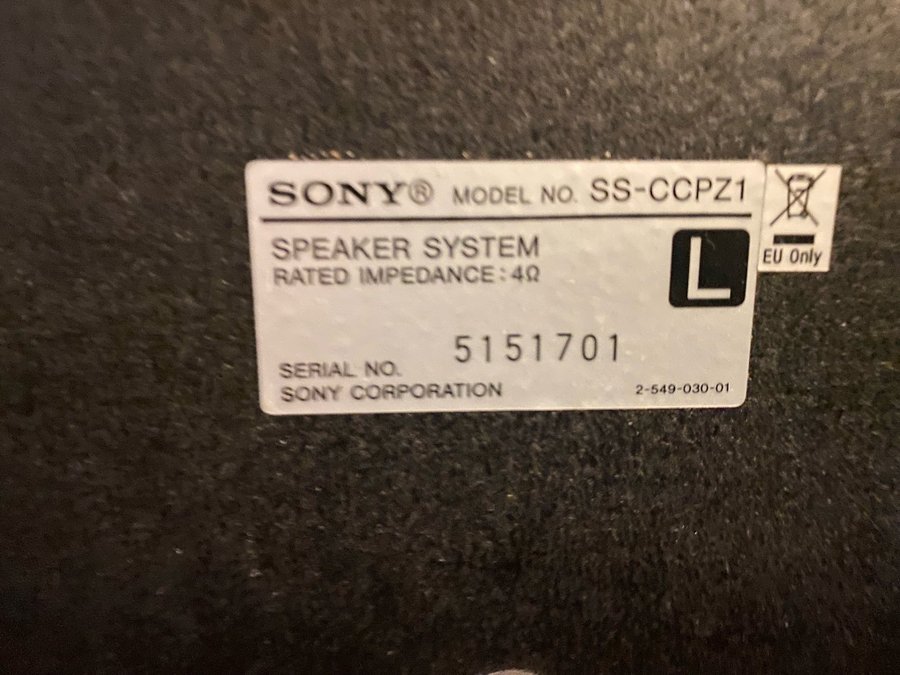 SONY® MODEL NO. SS-CCPZ1
SPEAKER SYSTEM
RATED IMPEDANCE : 4Ω
L
EU Only
SERIAL NO. 5151701
SONY CORPORATION 2-549-030-01